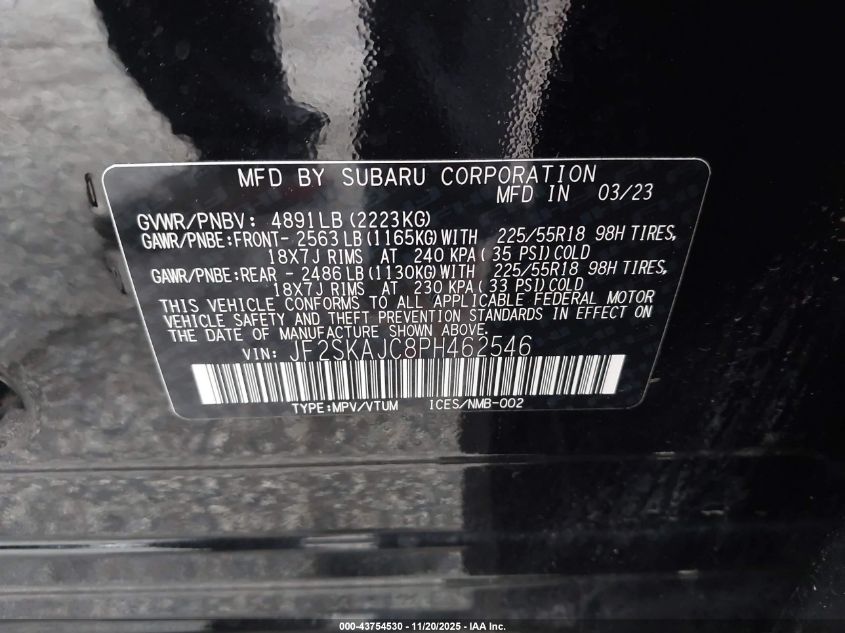 MFD BY SUBARU CORPORATION
MFD IN 03/23
GVWR/PNBV: 4891LB (2223KG)
GAWR/PNBE:FRONT- 2563 LB (1165KG) WITH 225/55R18 98H TIRES,
18X7J RIMS AT 240 KPA ( 35 PSI) COLD
GAWR/PNBE:REAR - 2486 LB (1130KG) WITH 225/55R18 98H TIRES,
18X7J RIMS AT 230 KPA ( 33 PSI) COLD
THIS VEHICLE CONFORMS TO ALL APPLICABLE FEDERAL MOTOR
VEHICLE SAFETY AND THEFT PREVENTION STANDARDS IN EFFECT ON
THE DATE OF MANUFACTURE SHOWN ABOVE.
VIN: JF2SKAJC8PH462546
TYPE:MPV/VTUM ICES/NMB-002
000-43754530 - 11/20/2025 - IAA Inc.